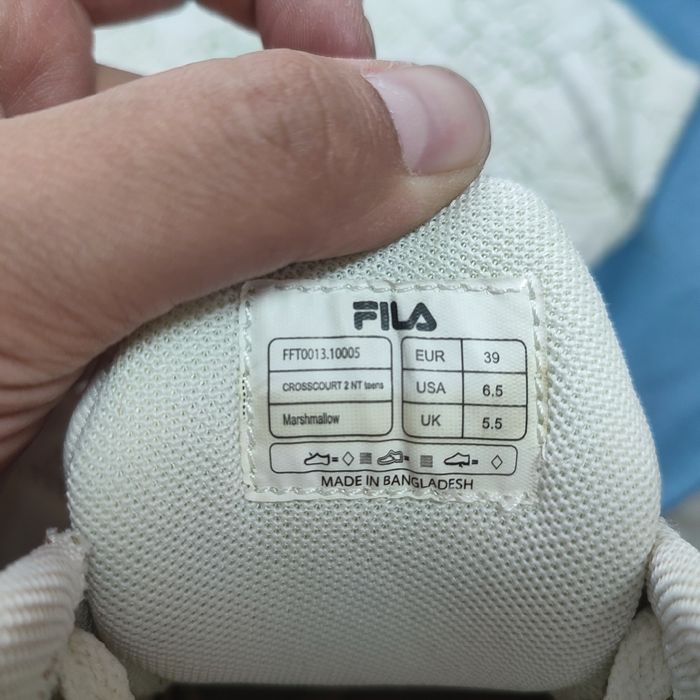 FILA
FFT0013.10005
CROSSCOURT 2 NT teens
Marshmallow
EUR 39
USA 6.5
UK 5.5
MADE IN BANGLADESH